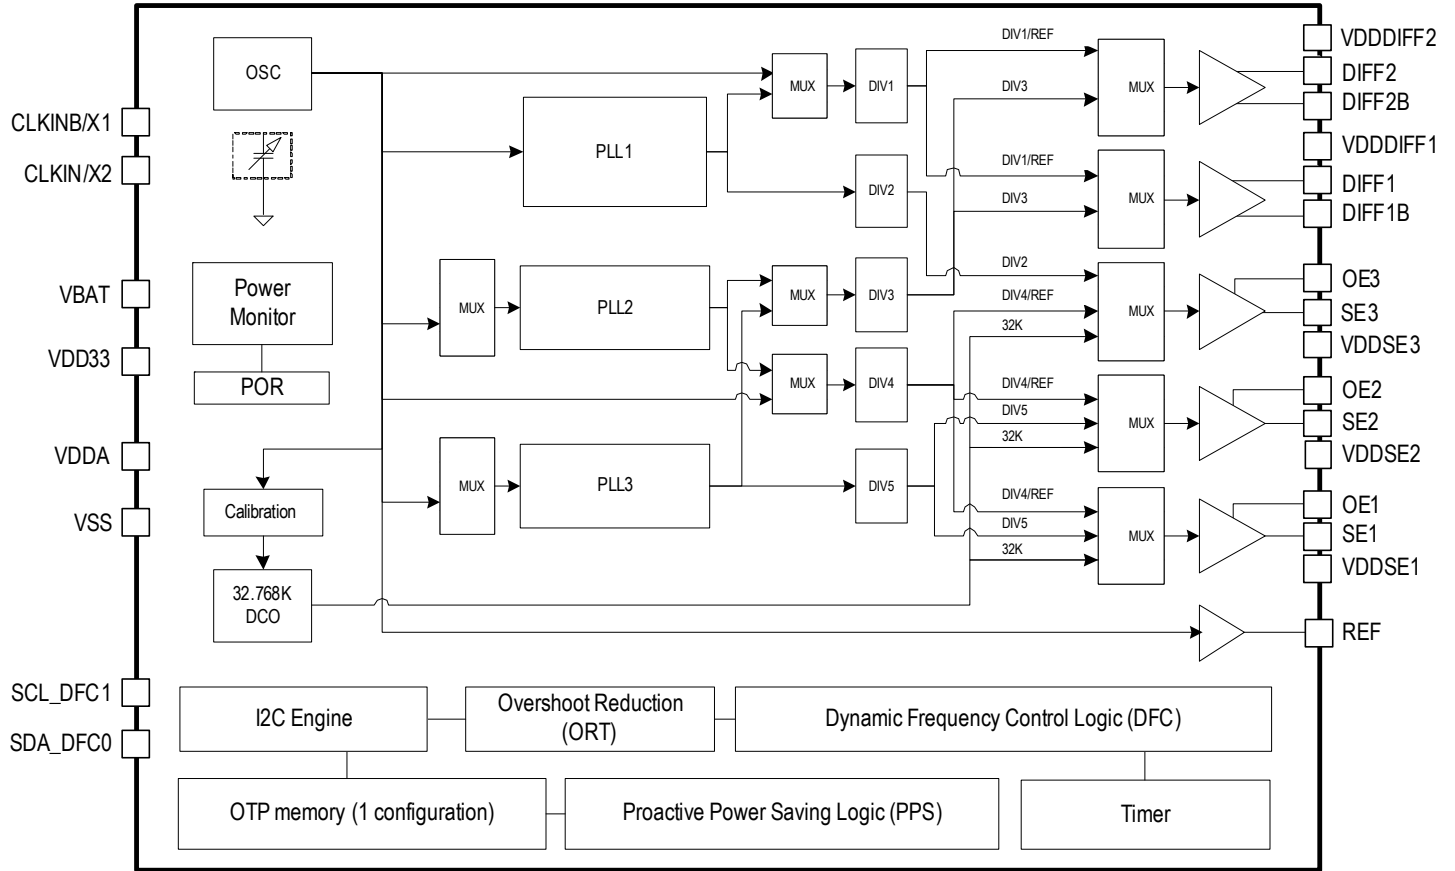 CLKINB/X1
CLKIN/X2
VBAT
VDD33
VDDA
VSS
SCL_DFC1
SDA_DFC0
OSC
Power
Monitor
POR
Calibration
32.768K
DCO
MUX
MUX
PLL1
PLL2
PLL3
MUX
MUX
MUX
DIV1
DIV2
DIV3
DIV4
DIV5
DIV1/REF
DIV3
DIV1/REF
DIV3
DIV2
DIV4/REF
32K
DIV4/REF
DIV5
32K
DIV4/REF
DIV5
32K
MUX
MUX
MUX
MUX
MUX
VDDDIFF2
DIFF2
DIFF2B
VDDDIFF1
DIFF1
DIFF1B
OE3
SE3
VDDSE3
OE2
SE2
VDDSE2
OE1
SE1
VDDSE1
REF
I2C Engine
Overshoot Reduction
(ORT)
Dynamic Frequency Control Logic (DFC)
OTP memory (1 configuration)
Proactive Power Saving Logic (PPS)
Timer